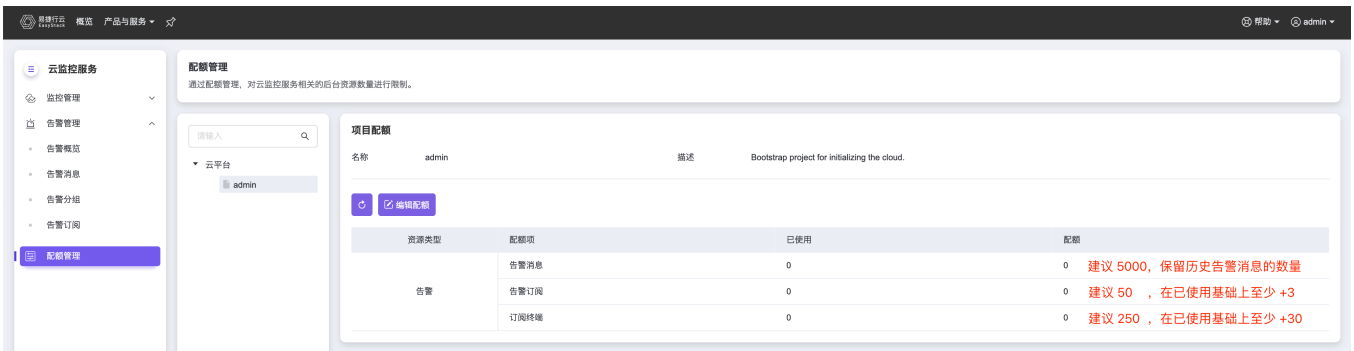 易捷行云 EasyStack 概览 产品与服务 帮助 admin
云监控服务
监控管理
告警管理
告警概览
告警消息
告警分组
告警订阅
配额管理
配额管理
通过配额管理，对云监控服务相关的后台资源数量进行限制。
请输入
云平台
admin
项目配额
名称 admin 描述 Bootstrap project for initializing the cloud.
编辑配额
资源类型 配额项 已使用 配额
告警消息 0 0 建议 5000，保留历史告警消息的数量
告警 告警订阅 0 0 建议 50 ，在已使用基础上至少 +3
订阅终端 0 0 建议 250 ，在已使用基础上至少 +30